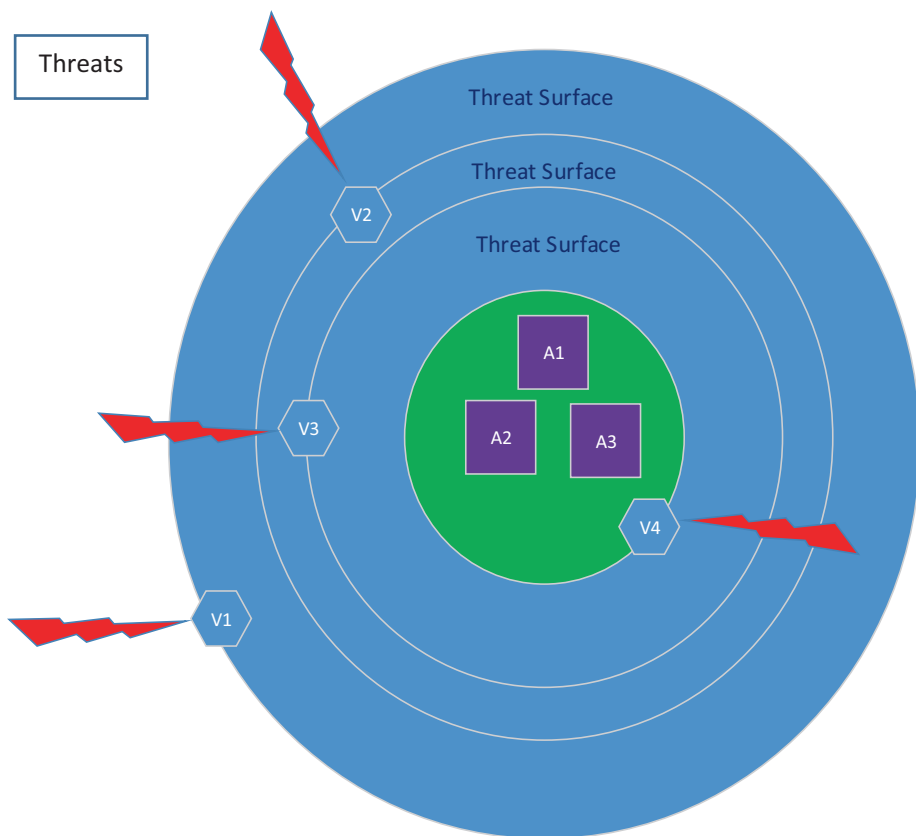 Threats
Threat Surface
Threat Surface
Threat Surface
V2
A1
A2
A3
V3
V4
V1